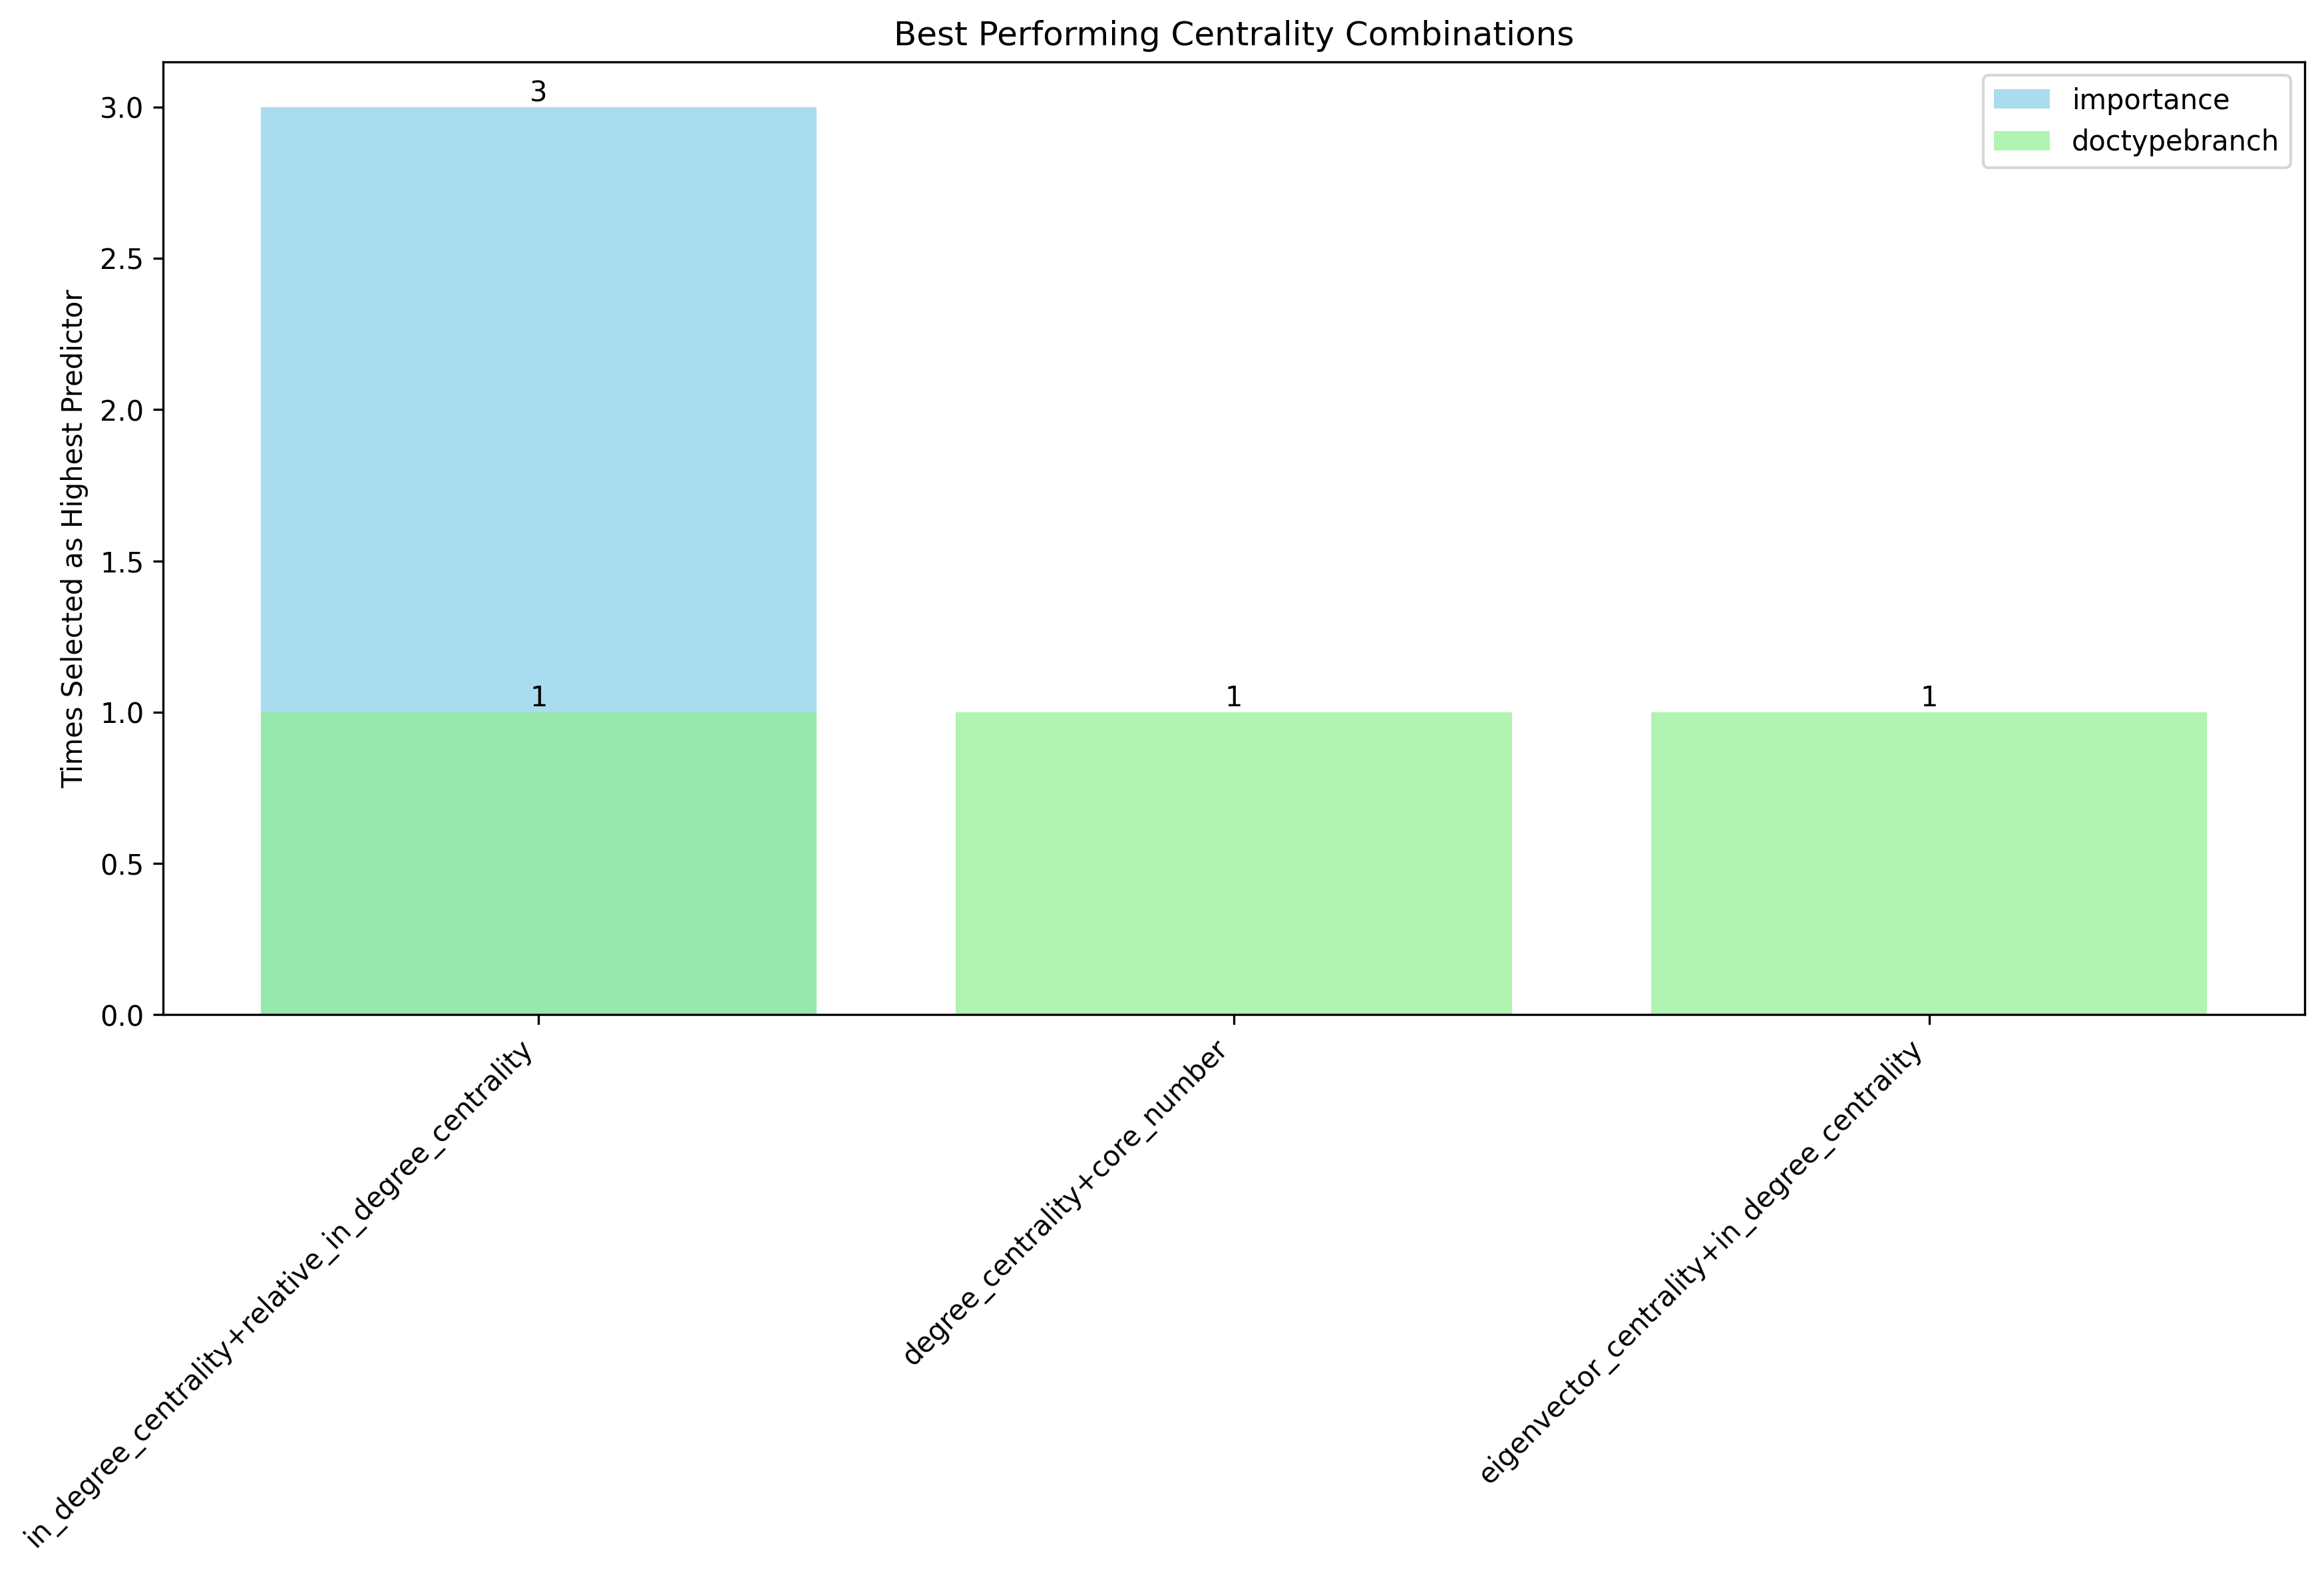 Best Performing Centrality Combinations
importance
doctypebranch
Times Selected as Highest Predictor
3.0
2.5
2.0
1.5
1.0
0.5
0.0
3
1
1
1
in_degree_centrality+relative_in_degree_centrality
degree_centrality+core_number
eigenvector_centrality+in_degree_centrality